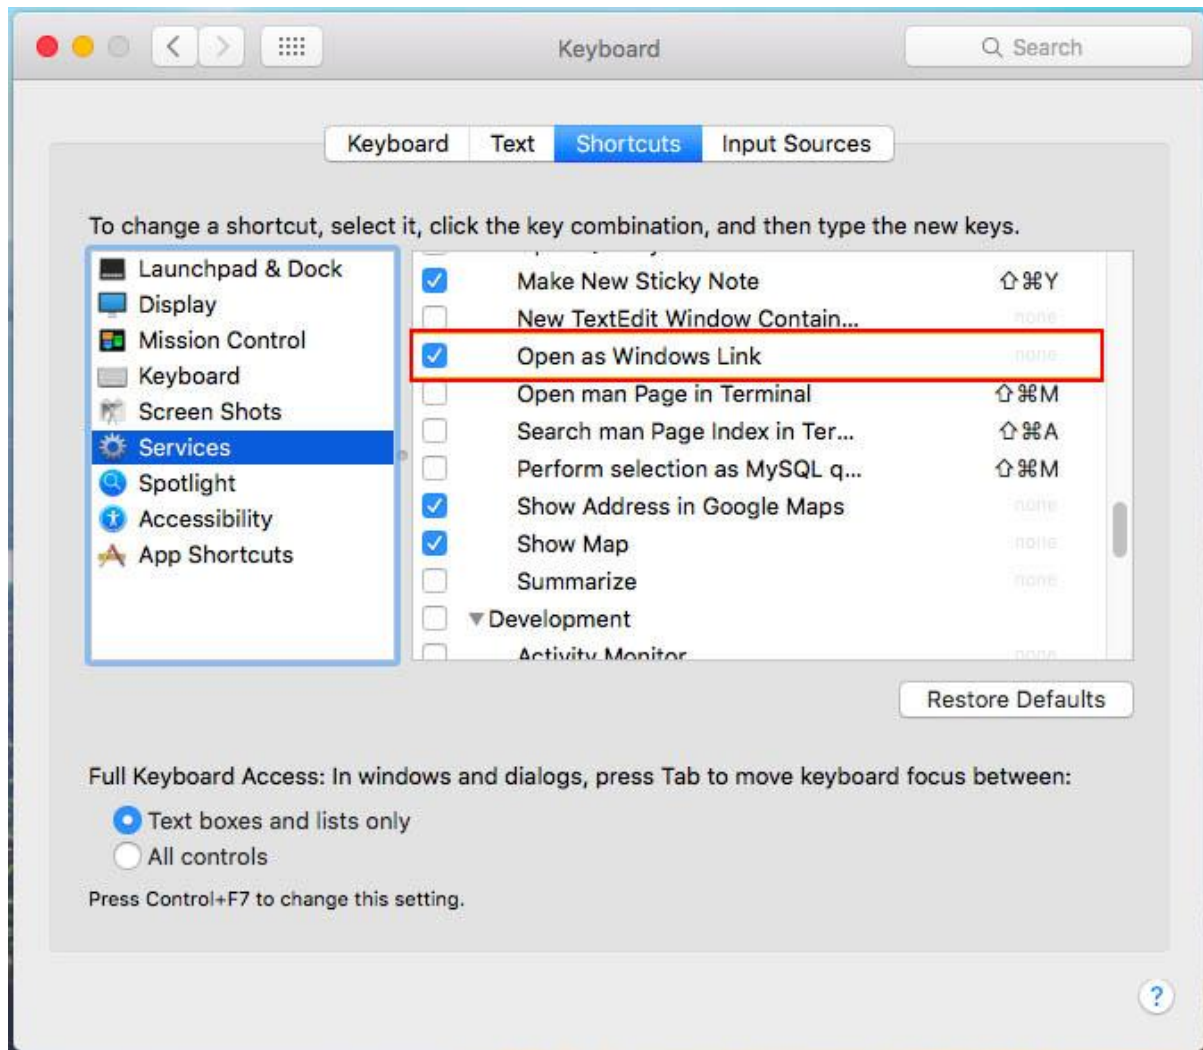 Keyboard
Search
Keyboard Text Shortcuts Input Sources
To change a shortcut, select it, click the key combination, and then type the new keys.
Launchpad & Dock
Display
Mission Control
Keyboard
Screen Shots
Services
Spotlight
Accessibility
App Shortcuts
Make New Sticky Note ⇧⌘Y
New TextEdit Window Contain... none
Open as Windows Link none
Open man Page in Terminal ⇧⌘M
Search man Page Index in Ter... ⇧⌘A
Perform selection as MySQL q... ⇧⌘M
Show Address in Google Maps none
Show Map none
Summarize none
Development
Activity Monitor none
Restore Defaults
Full Keyboard Access: In windows and dialogs, press Tab to move keyboard focus between:
Text boxes and lists only
All controls
Press Control+F7 to change this setting.
?